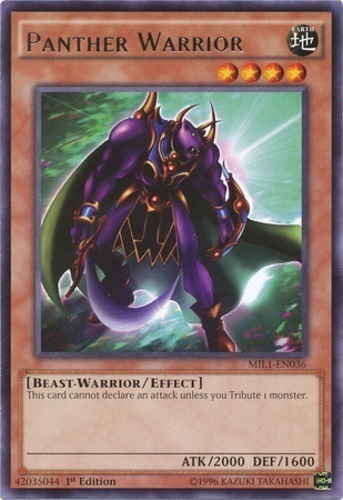 PANTHER WARRIOR
EARTH
地
MIL1-EN036
[BEAST-WARRIOR/EFFECT]
This card cannot declare an attack unless you Tribute 1 monster.
ATK/2000 DEF/1600
42035044 1st Edition ©1996 KAZUKI TAKAHASHI